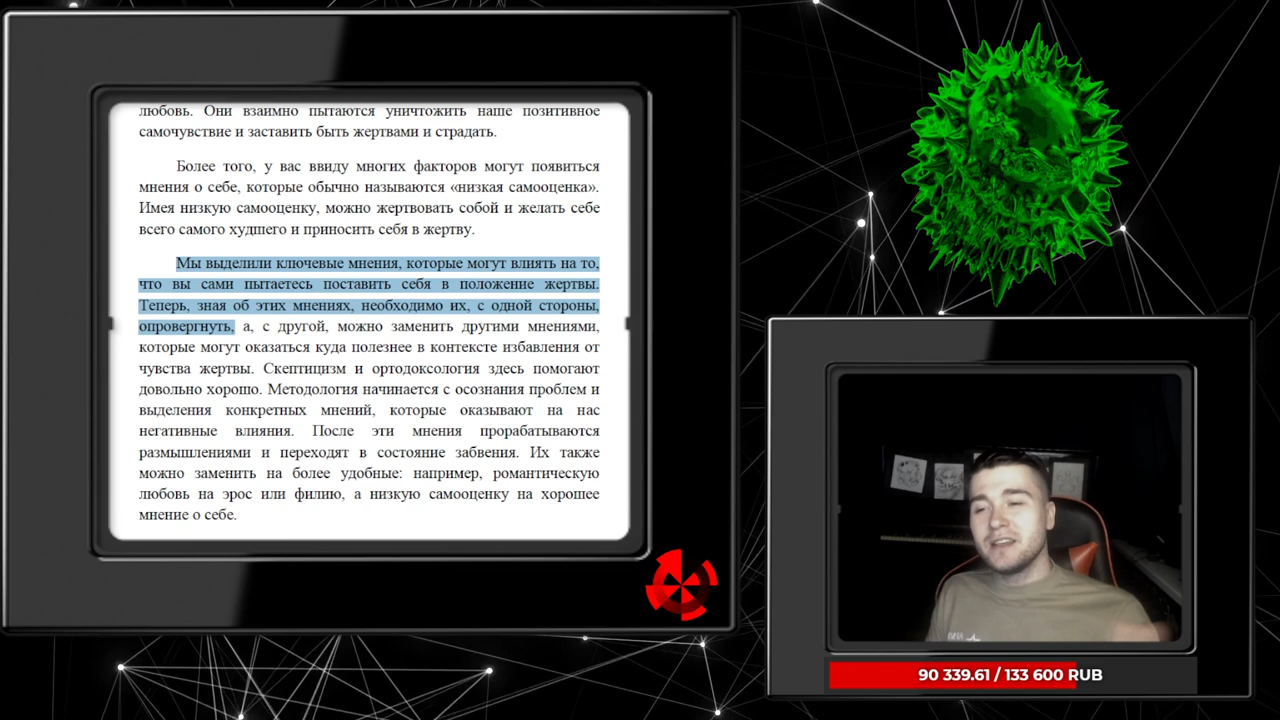 любовь. Они взаимно пытаются уничтожить наше позитивное
самочувствие и заставить быть жертвами и страдать.
Более того, у вас ввиду многих факторов могут появиться
мнения о себе, которые обычно называются «низкая самооценка».
Имея низкую самооценку, можно жертвовать собой и желать себе
всего самого худшего и приносить себя в жертву.
Мы выделили ключевые мнения, которые могут влиять на то,
что вы сами пытаетесь поставить себя в положение жертвы.
Теперь, зная об этих мнениях, необходимо их, с одной стороны,
опровергнуть, а, с другой, можно заменить другими мнениями,
которые могут оказаться куда полезнее в контексте избавления от
чувства жертвы. Скептицизм и ортодоксология здесь помогают
довольно хорошо. Методология начинается с осознания проблем и
выделения конкретных мнений, которые оказывают на нас
негативные влияния. После эти мнения прорабатываются
размышлениями и переходят в состояние забвения. Их также
можно заменить на более удобные: например, романтическую
любовь на эрос или филию, а низкую самооценку на хорошее
мнение о себе.
90 339.61 / 133 600 RUB